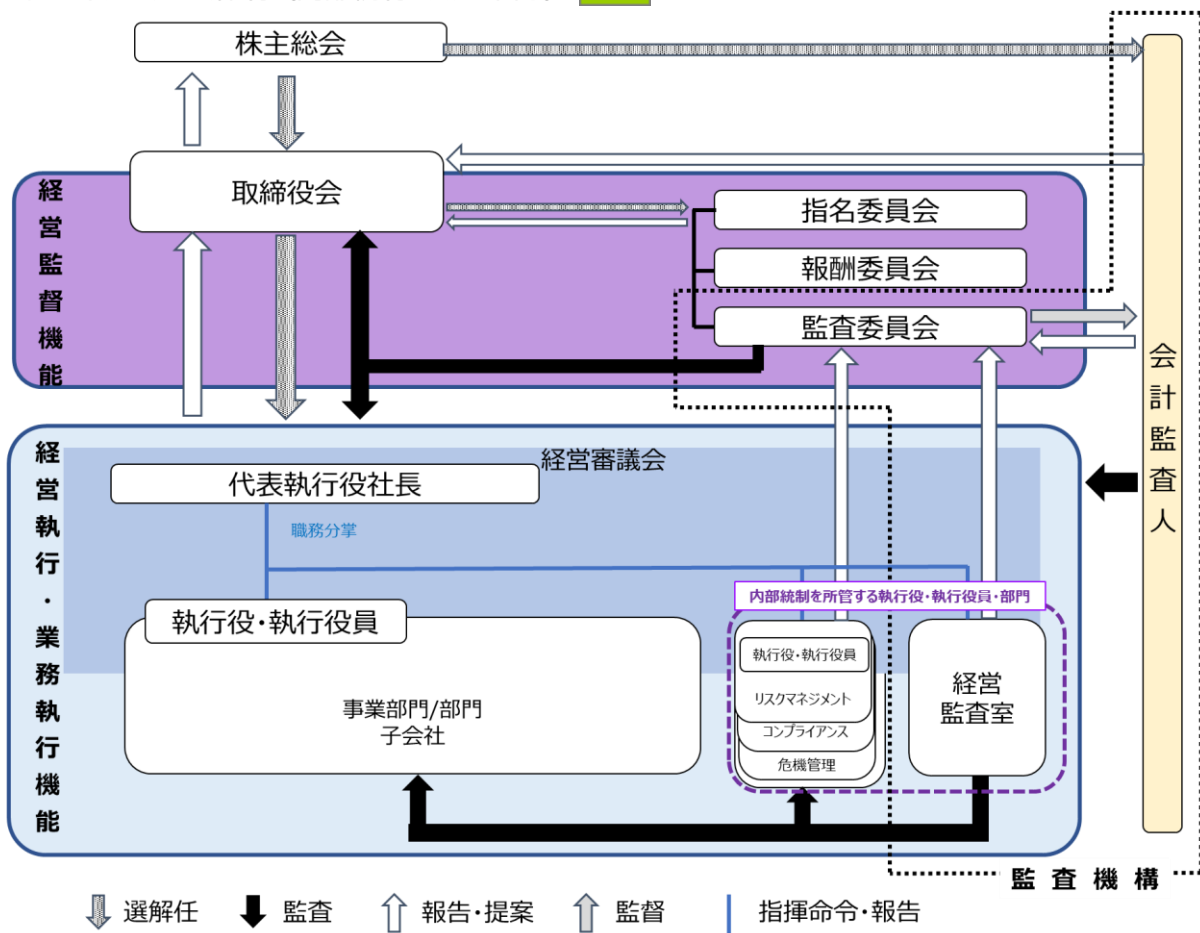 株主総会
取締役会
経営監督機能
指名委員会
報酬委員会
監査委員会
会計監査人
経営執行・業務執行機能
経営審議会
代表執行役社長
職務分掌
内部統制を所管する執行役・執行役員・部門
執行役・執行役員
事業部門/部門
子会社
執行役・執行役員
リスクマネジメント
コンプライアンス
危機管理
経営
監査室
監査機構
選解任
監査
報告・提案
監督
指揮命令・報告